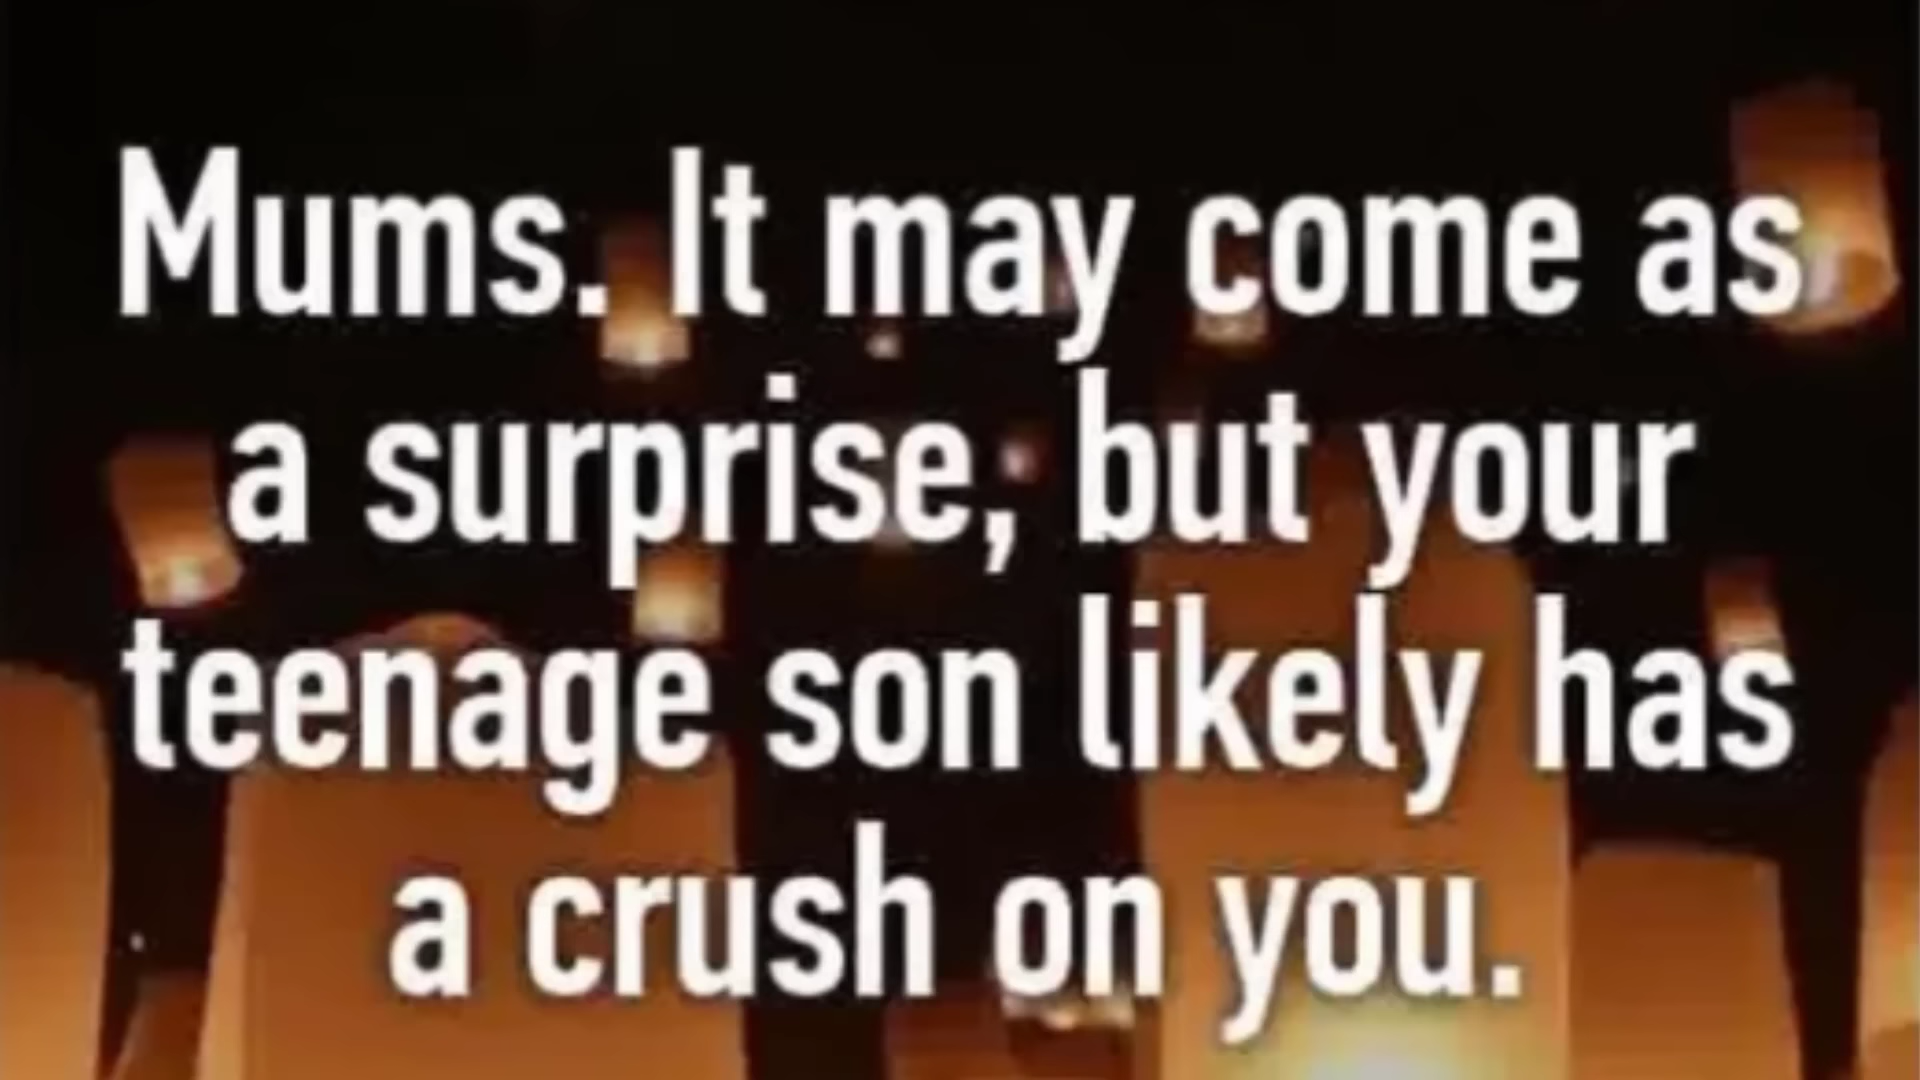 Mums. It may come as
a surprise, but your
teenage son likely has
a crush on you.